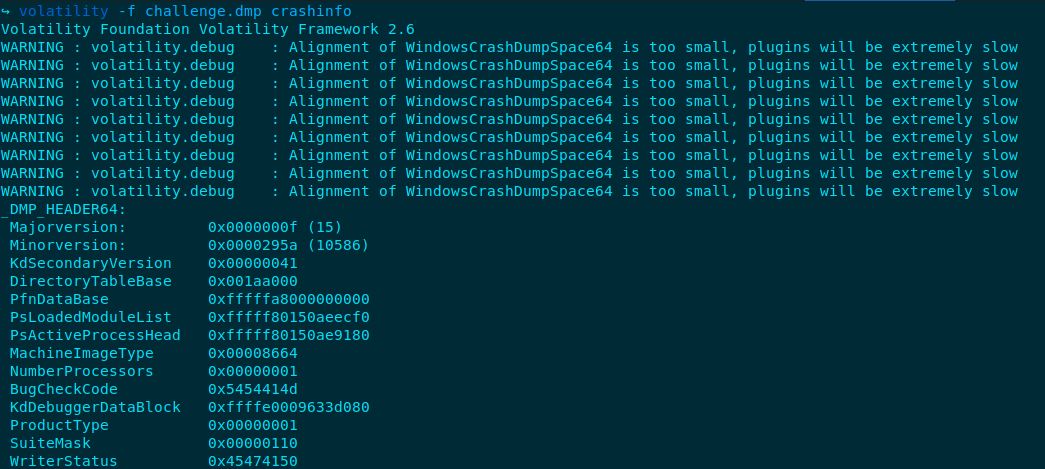 ↪ volatility -f challenge.dmp crashinfo
Volatility Foundation Volatility Framework 2.6
WARNING : volatility.debug    : Alignment of WindowsCrashDumpSpace64 is too small, plugins will be extremely slow
WARNING : volatility.debug    : Alignment of WindowsCrashDumpSpace64 is too small, plugins will be extremely slow
WARNING : volatility.debug    : Alignment of WindowsCrashDumpSpace64 is too small, plugins will be extremely slow
WARNING : volatility.debug    : Alignment of WindowsCrashDumpSpace64 is too small, plugins will be extremely slow
WARNING : volatility.debug    : Alignment of WindowsCrashDumpSpace64 is too small, plugins will be extremely slow
WARNING : volatility.debug    : Alignment of WindowsCrashDumpSpace64 is too small, plugins will be extremely slow
WARNING : volatility.debug    : Alignment of WindowsCrashDumpSpace64 is too small, plugins will be extremely slow
WARNING : volatility.debug    : Alignment of WindowsCrashDumpSpace64 is too small, plugins will be extremely slow
WARNING : volatility.debug    : Alignment of WindowsCrashDumpSpace64 is too small, plugins will be extremely slow
_DMP_HEADER64:
 Majorversion:         0x0000000f (15)
 Minorversion:         0x0000295a (10586)
 KdSecondaryVersion    0x00000041
 DirectoryTableBase    0x001aa000
 PfnDataBase           0xfffffa8000000000
 PsLoadedModuleList    0xfffff80150aeecf0
 PsActiveProcessHead   0xfffff80150ae9180
 MachineImageType      0x00008664
 NumberProcessors      0x00000001
 BugCheckCode          0x5454414d
 KdDebuggerDataBlock   0xffffe0009633d080
 ProductType           0x00000001
 SuiteMask             0x00000110
 WriterStatus          0x45474150